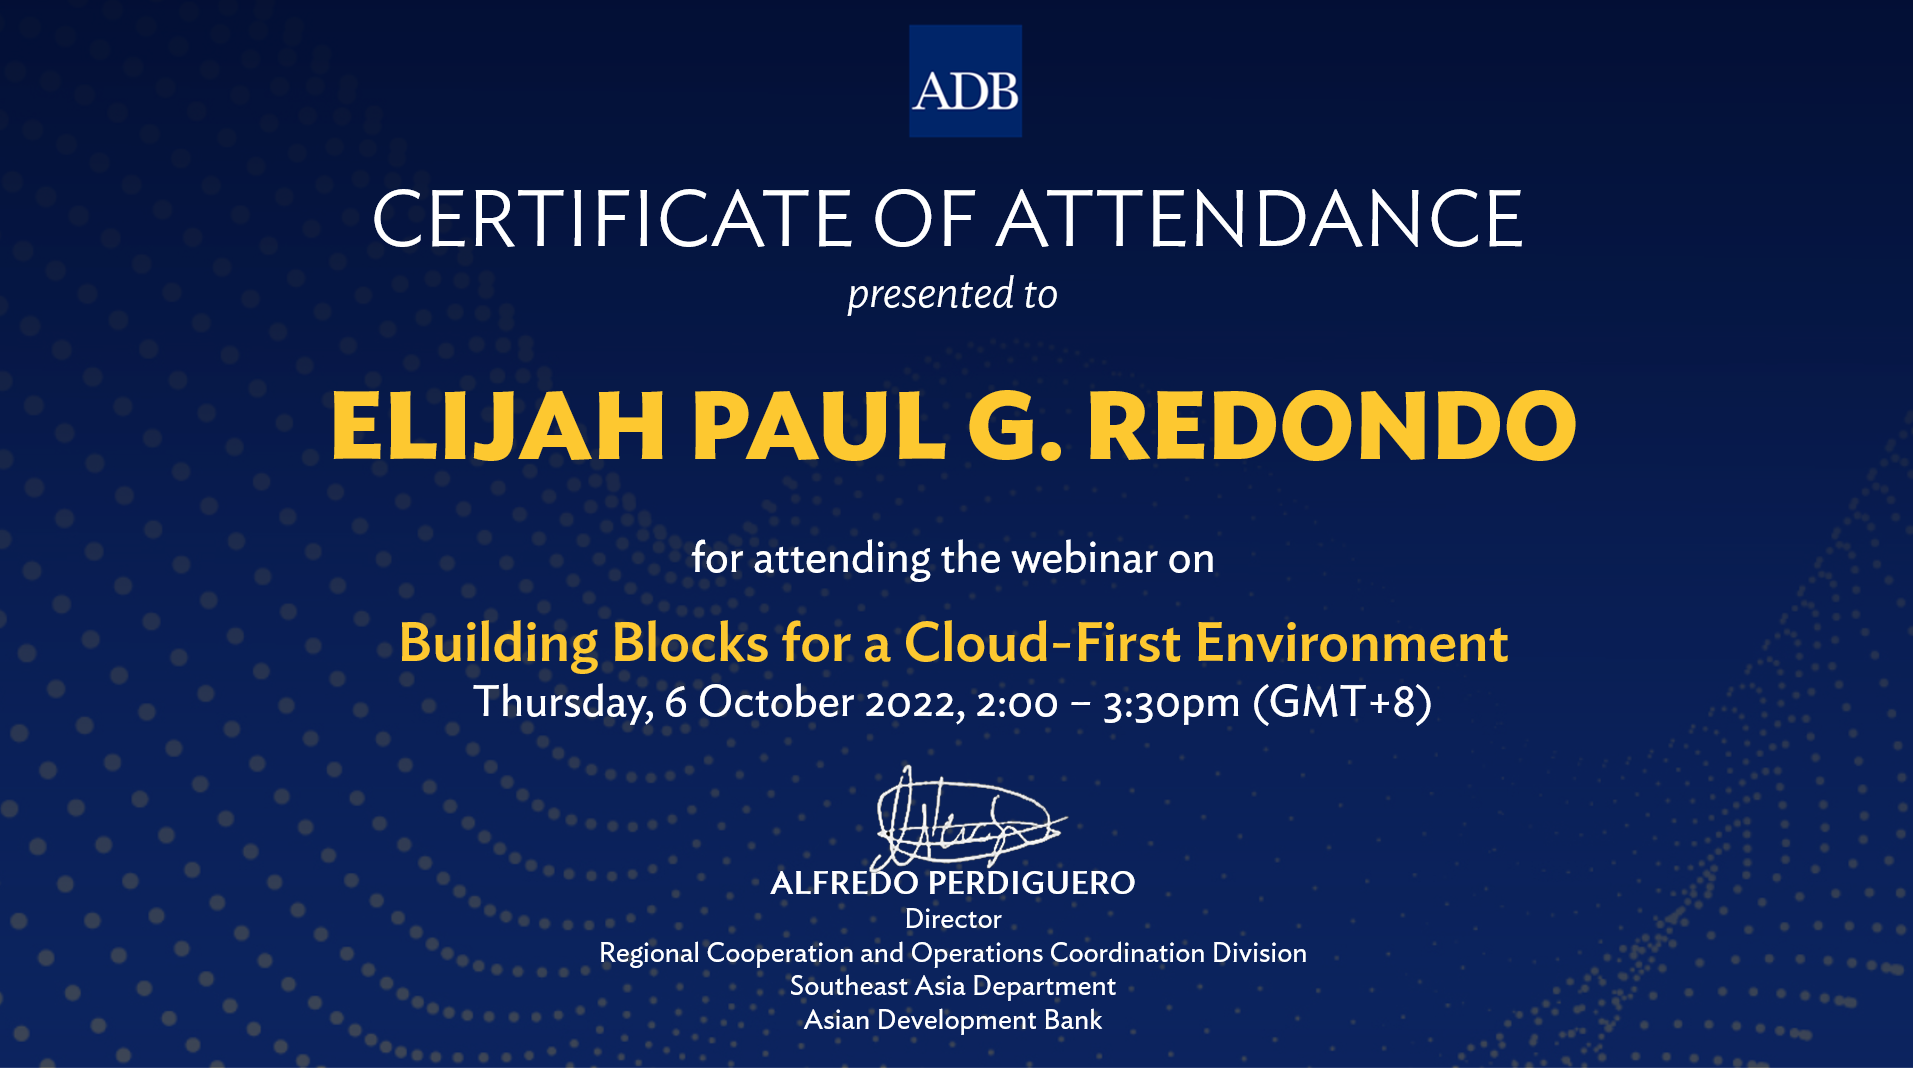 ADB
CERTIFICATE OF ATTENDANCE
presented to
ELIJAH PAUL G. REDONDO
for attending the webinar on
Building Blocks for a Cloud-First Environment
Thursday, 6 October 2022, 2:00 – 3:30pm (GMT+8)
ALFREDO PERDIGUERO
Director
Regional Cooperation and Operations Coordination Division
Southeast Asia Department
Asian Development Bank